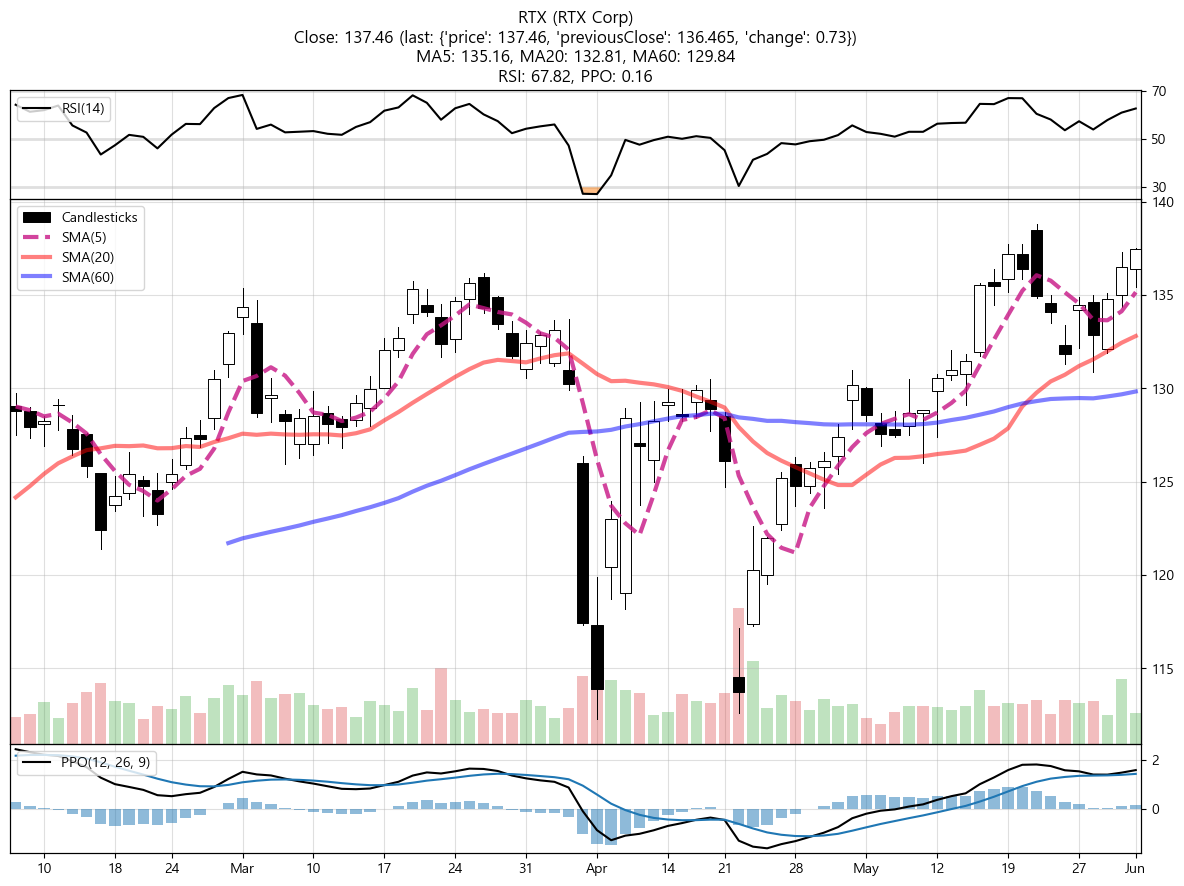 RTX (RTX Corp)
Close: 137.46 (last: {'price': 137.46, 'previousClose': 136.465, 'change': 0.73})
MA5: 135.16, MA20: 132.81, MA60: 129.84
RSI: 67.82, PPO: 0.16
RSI(14)
70
50
30
Candlesticks
SMA(5)
SMA(20)
SMA(60)
140
135
130
125
120
115
PPO(12, 26, 9)
2
0
10 18 24 Mar 10 17 24 31 Apr 14 21 28 May 12 19 27 Jun